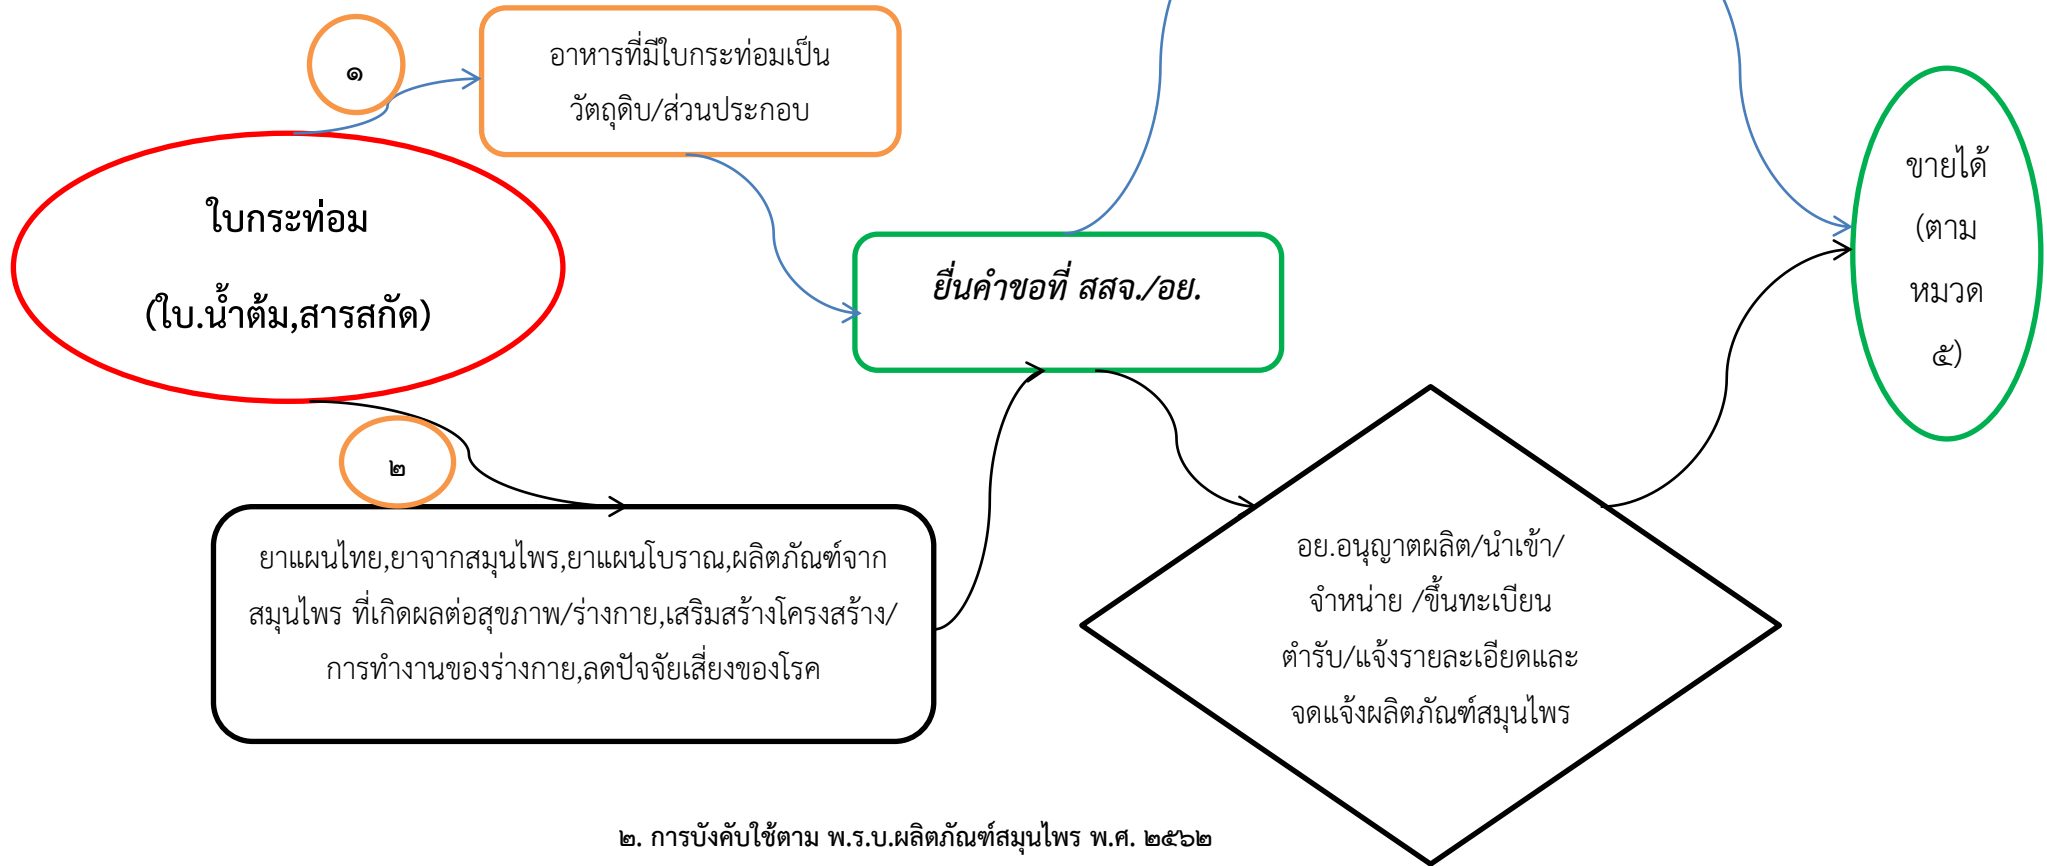 ๑
อาหารที่มีใบกระท่อมเป็น
วัตถุดิบ/ส่วนประกอบ
ใบกระท่อม
(ใบ.น้ำต้ม,สารสกัด)
ยื่นคำขอที่ สสจ./อย.
ขายได้
(ตาม
หมวด
๕)
๒
ยาแผนไทย,ยาจากสมุนไพร,ยาแผนโบราณ,ผลิตภัณฑ์จาก
สมุนไพร ที่เกิดผลต่อสุขภาพ/ร่างกาย,เสริมสร้างโครงสร้าง/
การทำงานของร่างกาย,ลดปัจจัยเสี่ยงของโรค
อย.อนุญาตผลิต/นำเข้า/
จำหน่าย /ขึ้นทะเบียน
ตำรับ/แจ้งรายละเอียดและ
จดแจ้งผลิตภัณฑ์สมุนไพร
๒. การบังคับใช้ตาม พ.ร.บ.ผลิตภัณฑ์สมุนไพร พ.ศ. ๒๕๖๒